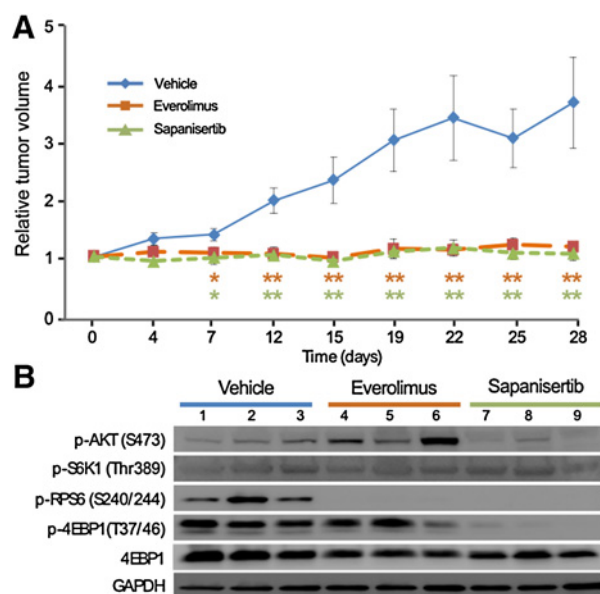 A
5
4
3
2
1
0
Relative tumor volume
Vehicle
Everolimus
Sapanisertib
* ** ** ** ** ** **
* ** ** ** ** ** **
0 4 7 12 15 19 22 25 28
Time (days)
B
Vehicle Everolimus Sapanisertib
1 2 3 4 5 6 7 8 9
p-AKT (S473)
p-S6K1 (Thr389)
p-RPS6 (S240/244)
p-4EBP1(T37/46)
4EBP1
GAPDH